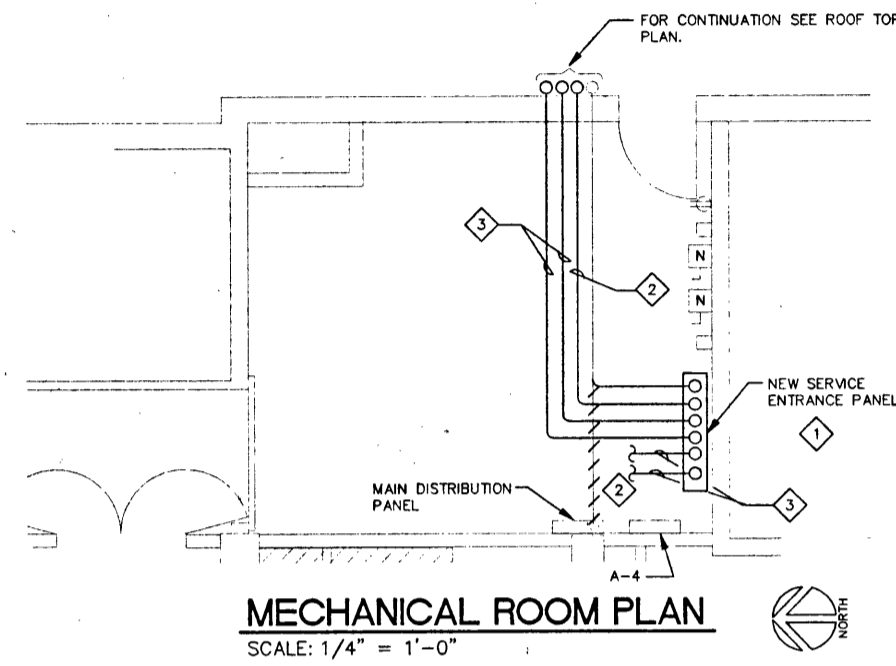 FOR CONTINUATION SEE ROOF TOP
PLAN.
3
2
N
N
NEW SERVICE
ENTRANCE PANEL
1
MAIN DISTRIBUTION
PANEL
2
3
A-4
MECHANICAL ROOM PLAN
SCALE: 1/4" = 1'-0"
NORTH